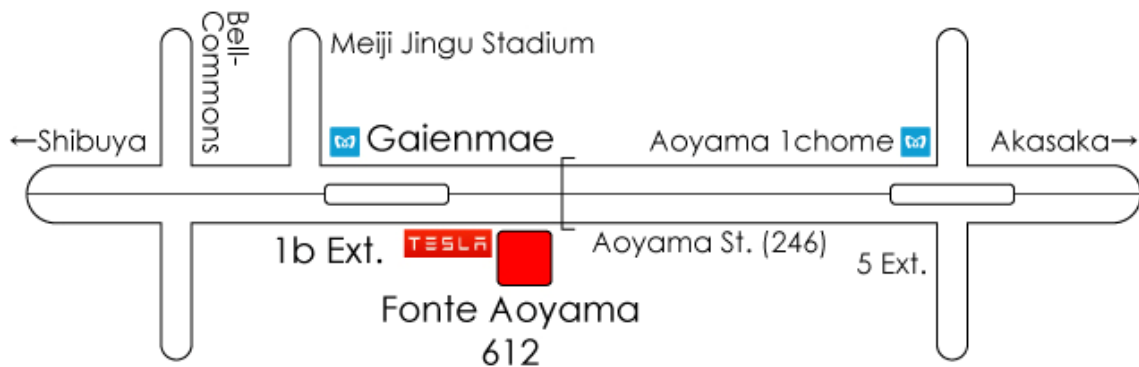 Bell-
Commons
Meiji Jingu Stadium
←Shibuya
Gaienmae
Aoyama 1chome
Akasaka→
1b Ext.
TESLA
Aoyama St. (246)
5 Ext.
Fonte Aoyama
612